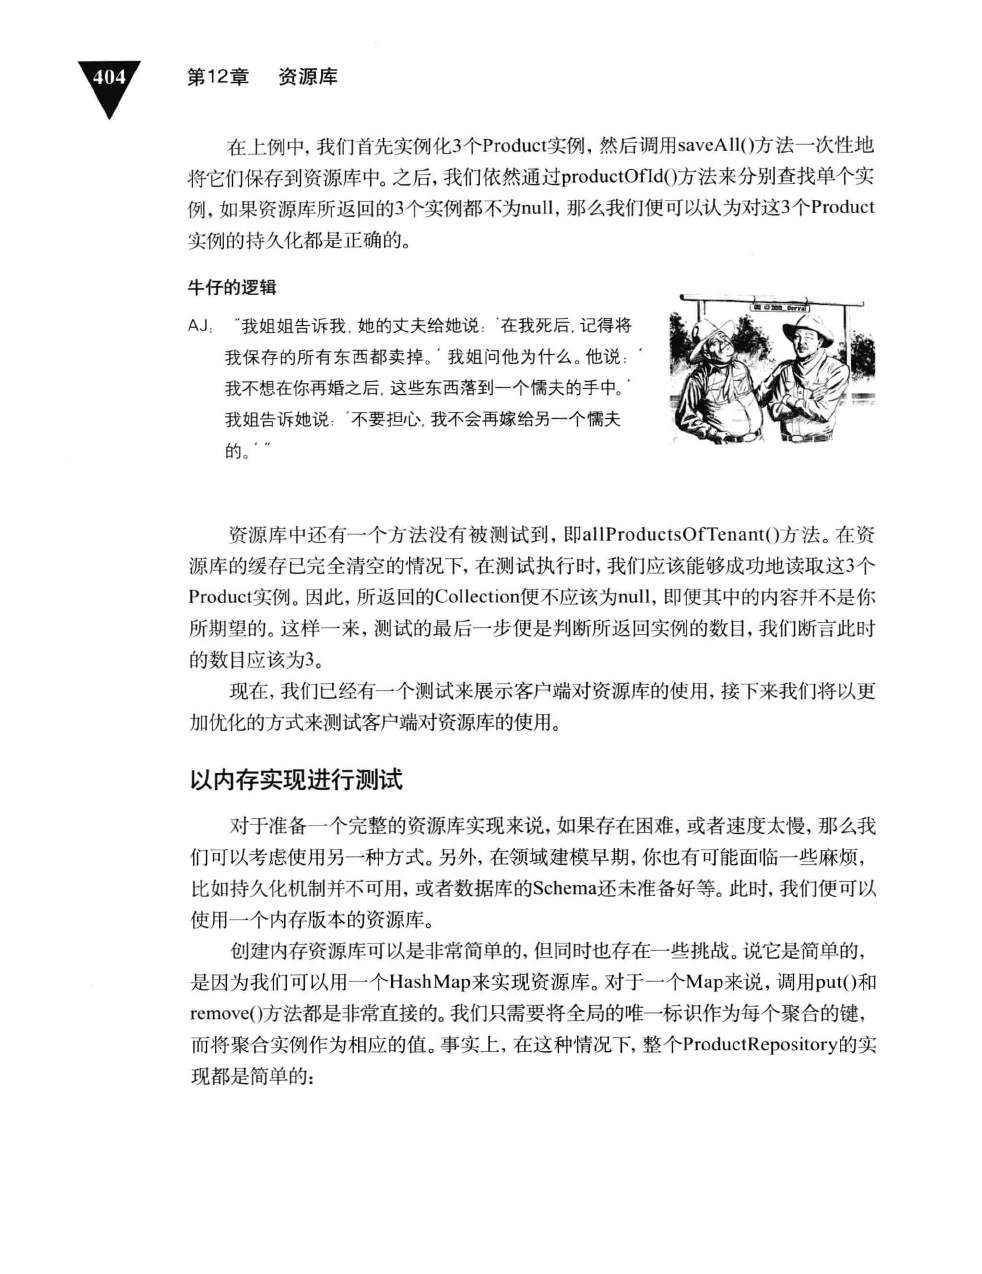 404
第12章 资源库
在上例中，我们首先实例化3个Product实例，然后调用saveAll()方法一次性地
将它们保存到资源库中。之后，我们依然通过productOfId()方法来分别查找单个实
例，如果资源库所返回的3个实例都不为null，那么我们便可以认为对这3个Product
实例的持久化都是正确的。
牛仔的逻辑
AJ： “我姐姐告诉我，她的丈夫给她说：‘在我死后，记得将
我保存的所有东西都卖掉。’我姐问他为什么。他说：‘
我不想在你再婚之后，这些东西落到一个懦夫的手中。’
我姐告诉她说：‘不要担心，我不会再嫁给另一个懦夫
的。’”
资源库中还有一个方法没有被测试到，即allProductsOfTenant()方法。在资
源库的缓存已完全清空的情况下，在测试执行时，我们应该能够成功地读取这3个
Product实例。因此，所返回的Collection便不应该为null，即便其中的内容并不是你
所期望的。这样一来，测试的最后一步便是判断所返回实例的数目，我们断言此时
的数目应该为3。
现在，我们已经有一个测试来展示客户端对资源库的使用，接下来我们将以更
加优化的方式来测试客户端对资源库的使用。
以内存实现进行测试
对于准备一个完整的资源库实现来说，如果存在困难，或者速度太慢，那么我
们可以考虑使用另一种方式。另外，在领域建模早期，你也有可能面临一些麻烦，
比如持久化机制并不可用，或者数据库的Schema还未准备好等。此时，我们便可以
使用一个内存版本的资源库。
创建内存资源库可以是非常简单的，但同时也存在一些挑战。说它是简单的，
是因为我们可以用一个HashMap来实现资源库。对于一个Map来说，调用put()和
remove()方法都是非常直接的。我们只需要将全局的唯一标识作为每个聚合的键，
而将聚合实例作为相应的值。事实上，在这种情况下，整个ProductRepository的实
现都是简单的：